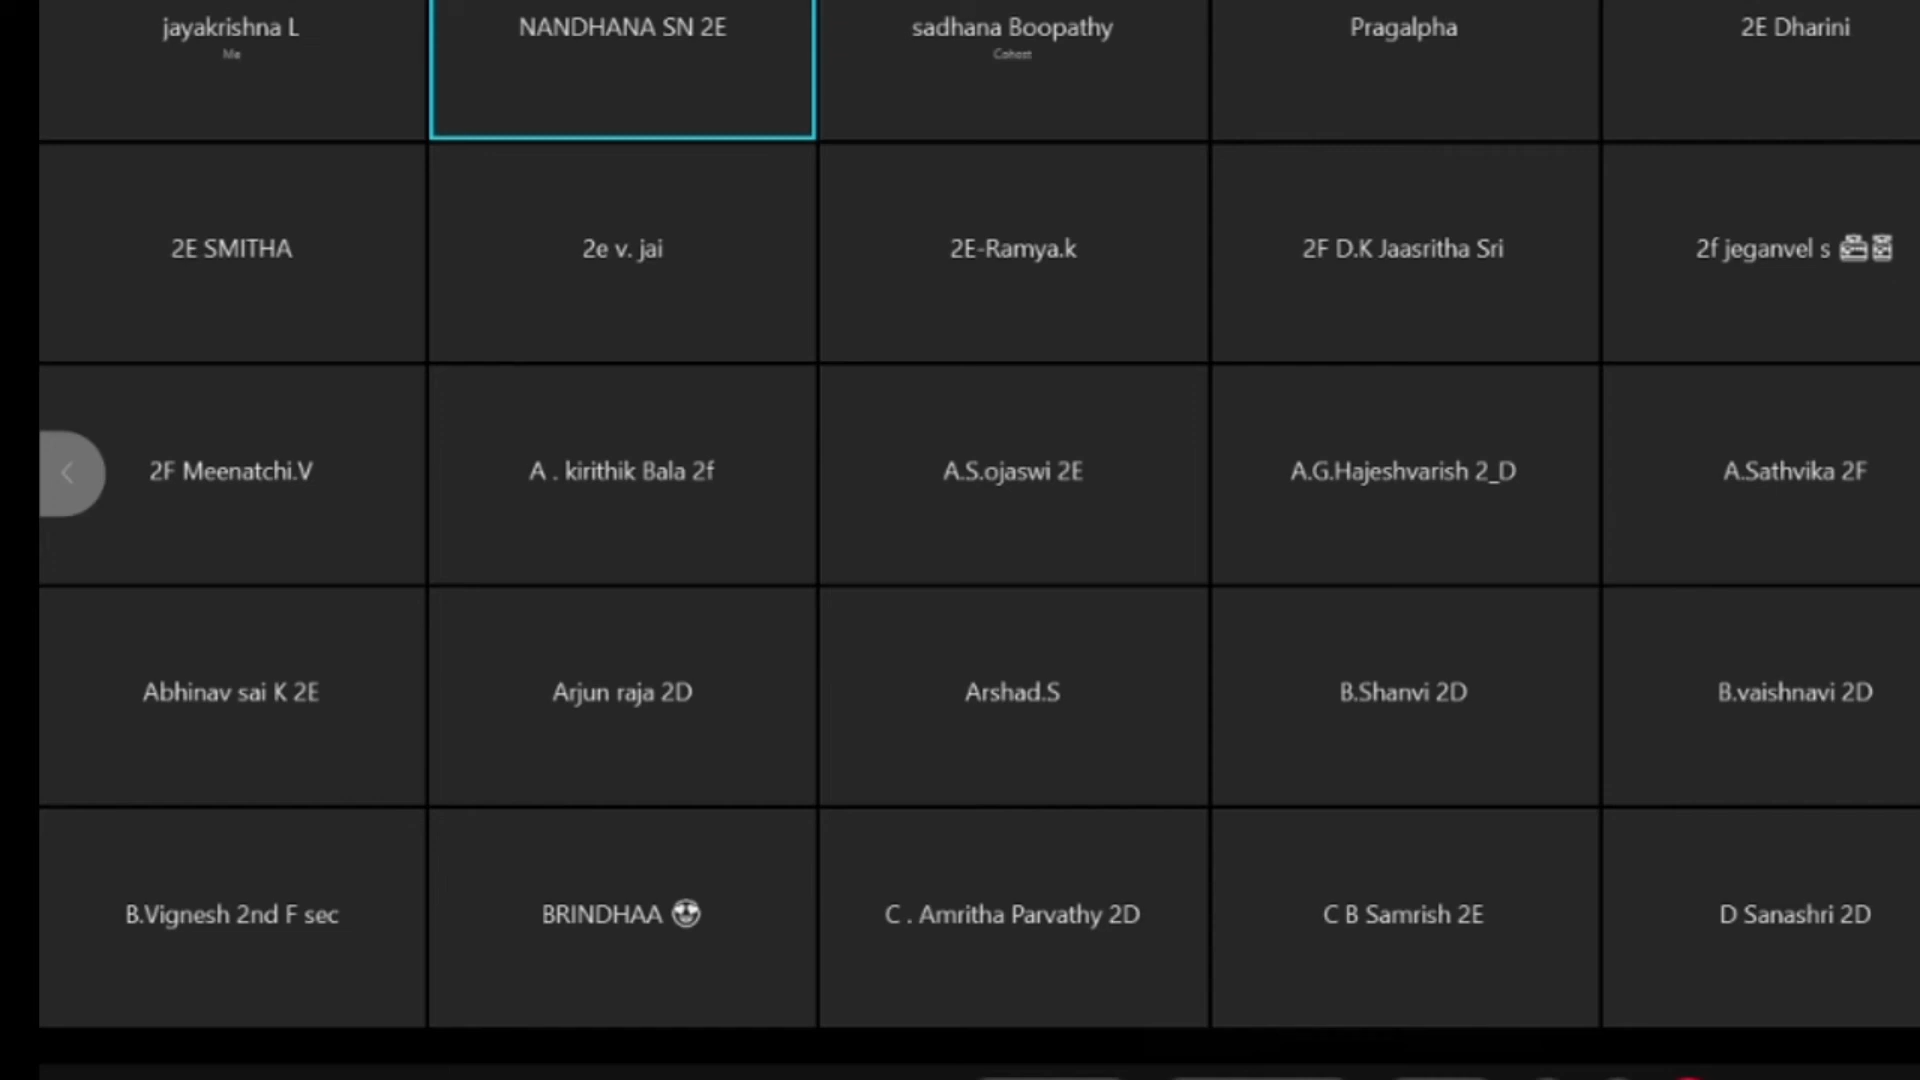 jayakrishna L
Me
NANDHANA SN 2E
sadhana Boopathy
Cohost
Pragalpha
2E Dharini
2E SMITHA
2e v. jai
2E-Ramya.k
2F D.K Jaasritha Sri
2f jeganvel s
2F Meenatchi.V
A . kirithik Bala 2f
A.S.ojaswi 2E
A.G.Hajeshvarish 2_D
A.Sathvika 2F
Abhinav sai K 2E
Arjun raja 2D
Arshad.S
B.Shanvi 2D
B.vaishnavi 2D
B.Vignesh 2nd F sec
BRINDHAA 😍
C . Amritha Parvathy 2D
C B Samrish 2E
D Sanashri 2D